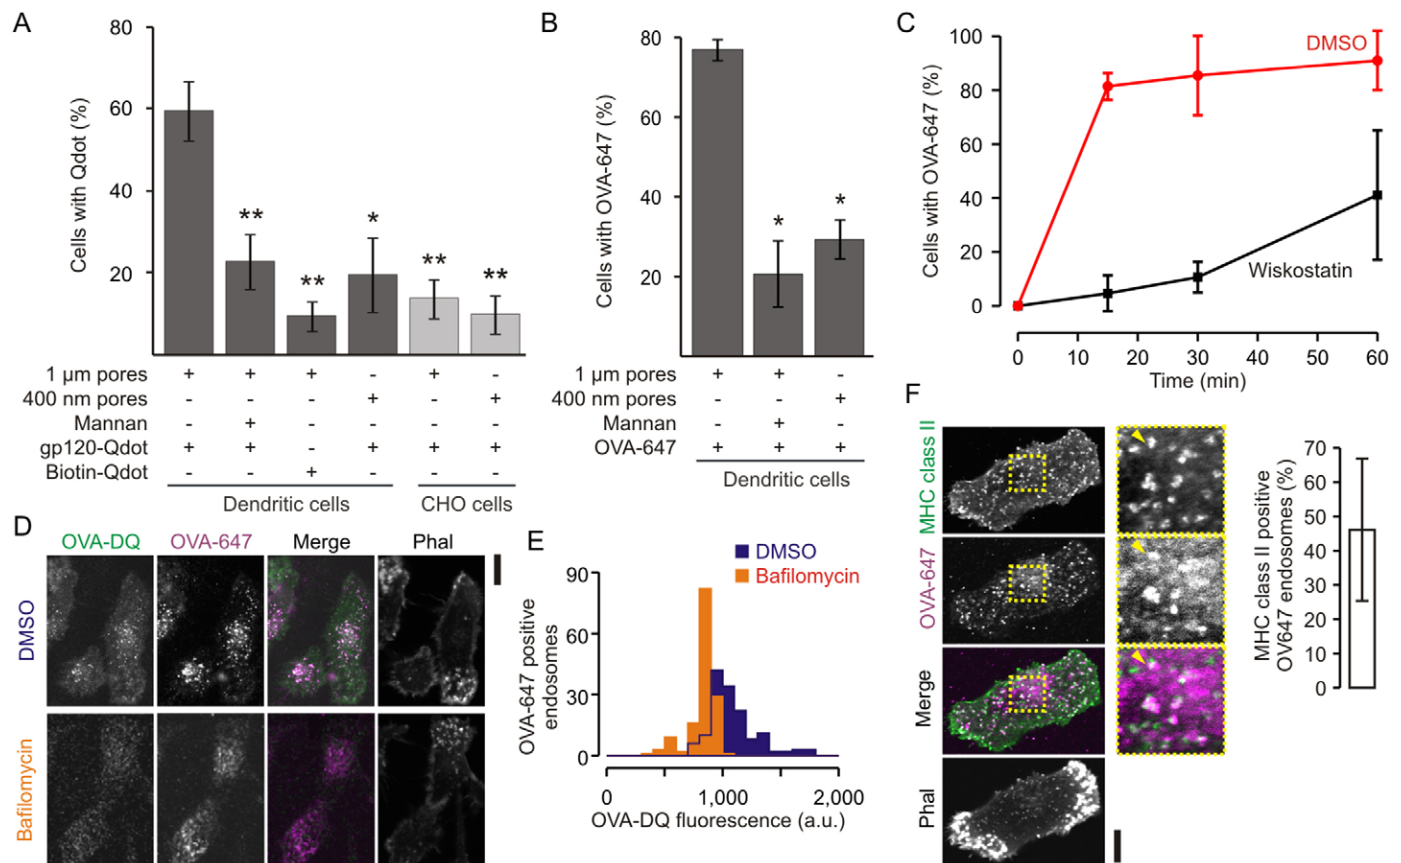 A
80
60
40
20
Cells with Qdot (%)
**
**
*
**
**
1 µm pores + + + - + -
400 nm pores - - - + - +
Mannan - + - - - -
gp120-Qdot + + - + + +
Biotin-Qdot - - + - - -
Dendritic cells
CHO cells
B
80
60
40
20
Cells with OVA-647 (%)
*
*
1 µm pores + + -
400 nm pores - - +
Mannan - + -
OVA-647 + + +
Dendritic cells
C
100
80
60
40
20
0
Cells with OVA-647 (%)
DMSO
Wiskostatin
0 10 20 30 40 50 60
Time (min)
D
OVA-DQ OVA-647 Merge Phal
DMSO
Bafilomycin
E
DMSO
Bafilomycin
90
60
30
0
OVA-647 positive
endosomes
0 1,000 2,000
OVA-DQ fluorescence (a.u.)
F
MHC class II
OVA-647
Merge
Phal
70
60
50
40
30
20
10
0
MHC class II positive
OV647 endosomes (%)